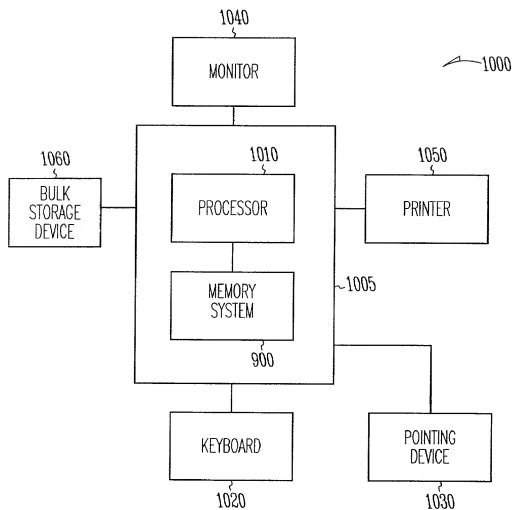 1040
MONITOR
1000
1060
BULK
STORAGE
DEVICE
1010
PROCESSOR
1050
PRINTER
MEMORY
SYSTEM
1005
900
KEYBOARD
1020
POINTING
DEVICE
1030